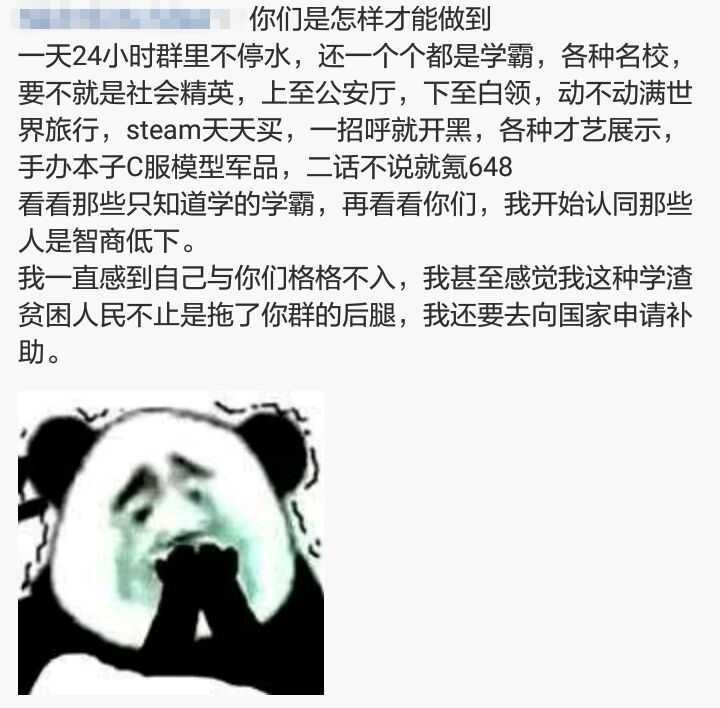 你们是怎样才能做到
一天24小时群里不停水，还一个个都是学霸，各种名校，
要不就是社会精英，上至公安厅，下至白领，动不动满世
界旅行，steam天天买，一招呼就开黑，各种才艺展示，
手办本子C服模型军品，二话不说就氪648
看看那些只知道学的学霸，再看看你们，我开始认同那些
人是智商低下。
我一直感到自己与你们格格不入，我甚至感觉我这种学渣
贫困人民不止是拖了你群的后腿，我还要去向国家申请补
助。